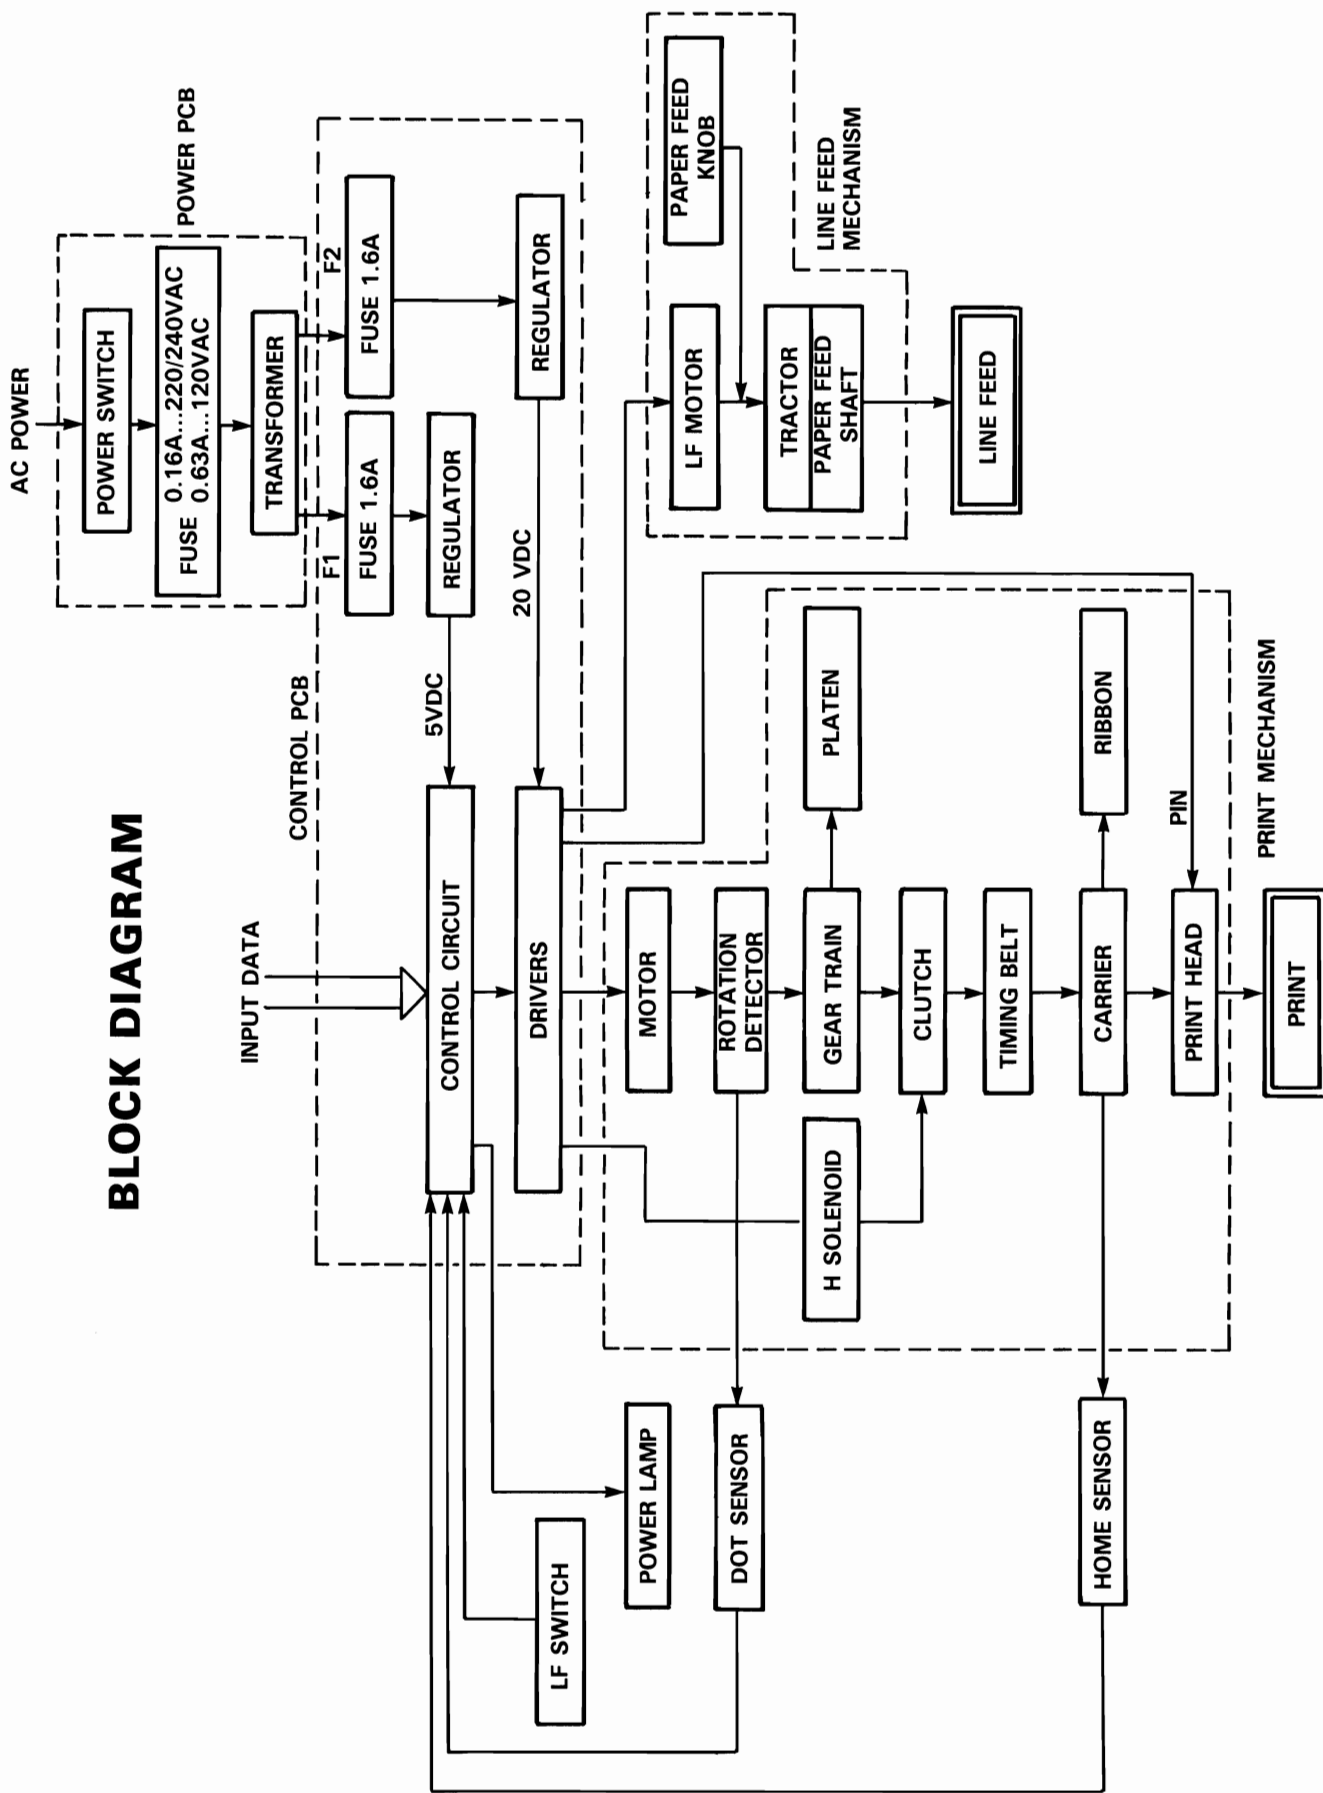 BLOCK DIAGRAM
AC POWER
POWER PCB
POWER SWITCH
FUSE 0.16A...220/240VAC
0.63A...120VAC
TRANSFORMER
CONTROL PCB
F1
F2
FUSE 1.6A
FUSE 1.6A
REGULATOR
REGULATOR
5VDC
20 VDC
INPUT DATA
CONTROL CIRCUIT
DRIVERS
LF SWITCH
POWER LAMP
DOT SENSOR
HOME SENSOR
MOTOR
ROTATION
DETECTOR
GEAR TRAIN
PLATEN
H SOLENOID
CLUTCH
TIMING BELT
CARRIER
RIBBON
PIN
PRINT HEAD
PRINT MECHANISM
PRINT
PAPER FEED
KNOB
LF MOTOR
TRACTOR
PAPER FEED
SHAFT
LINE FEED
MECHANISM
LINE FEED